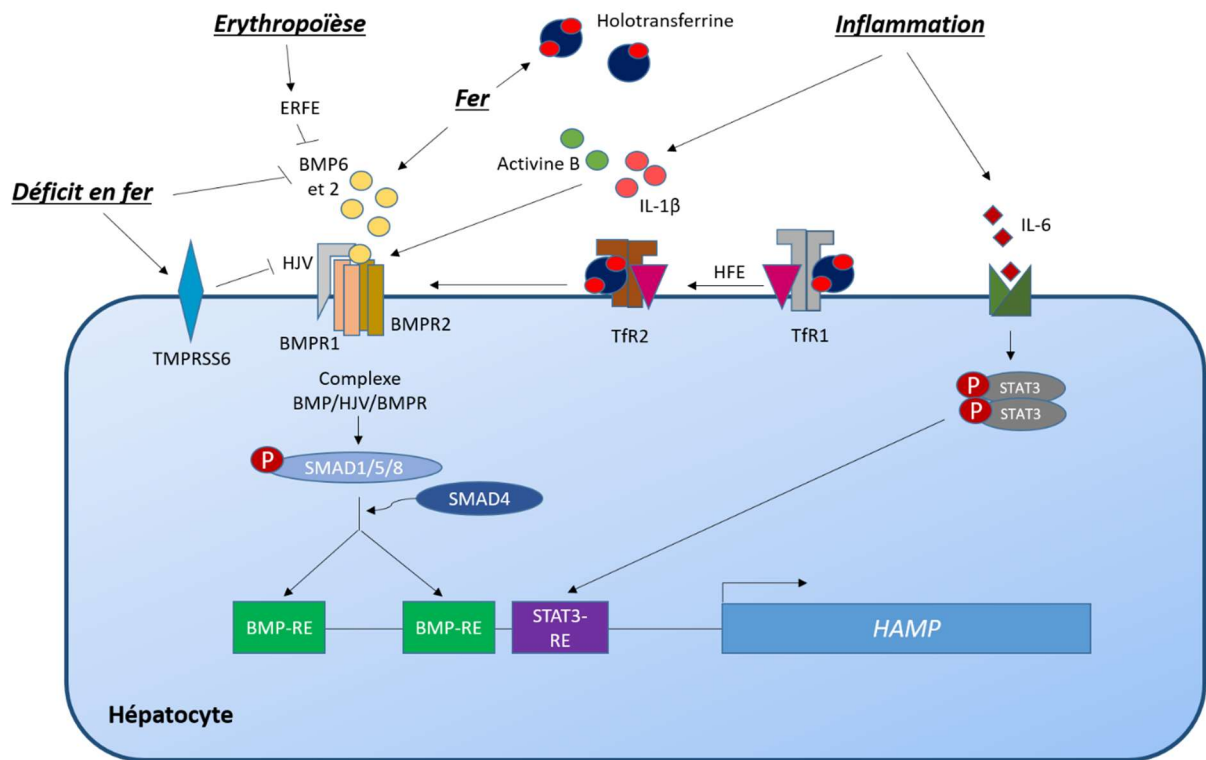 Erythropoïèse
Holotransferrine
Inflammation
Fer
ERFE
BMP6
et 2
Activine B
IL-1β
IL-6
Déficit en fer
HJV
HFE
BMPR2
BMPR1
TMPRSS6
TfR2
TfR1
Complexe
BMP/HJV/BMPR
P
STAT3
P
STAT3
P
SMAD1/5/8
SMAD4
BMP-RE
BMP-RE
STAT3-
RE
HAMP
Hépatocyte